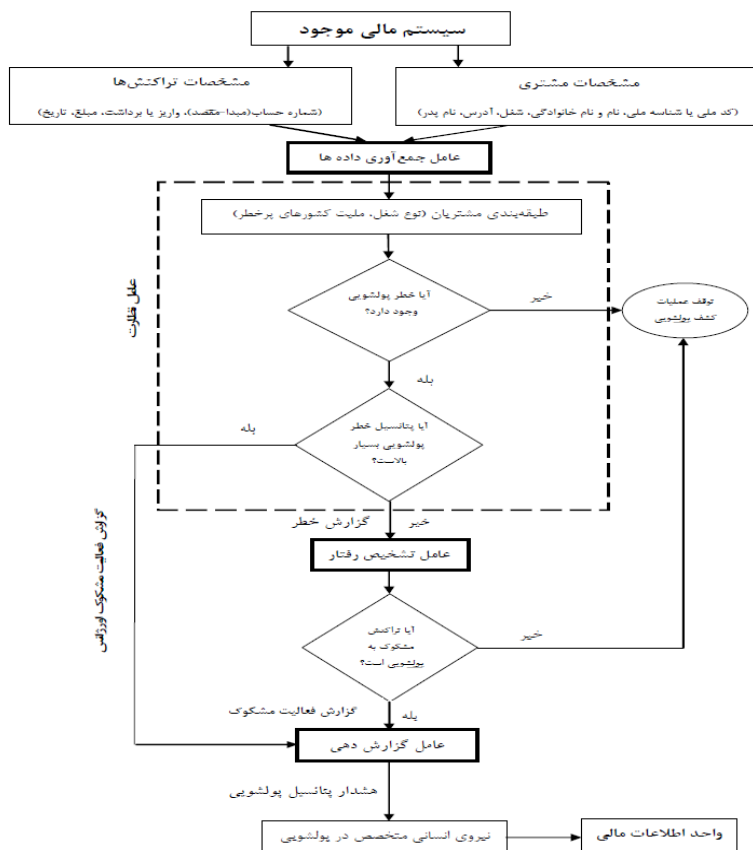 سیستم مالی موجود
مشخصات مشتری
(کد ملی یا شناسه ملی، نام و نام خانوادگی، شغل، آدرس، نام پدر)
مشخصات تراکنش‌ها
(شماره حساب(مبدا-مقصد)، واریز یا برداشت، مبلغ، تاریخ)
عامل جمع‌آوری داده ها
طبقه‌بندی مشتریان (نوع شغل، ملیت کشورهای پرخطر)
عامل نظارت
آیا خطر پولشویی
وجود دارد؟
خیر
توقف عملیات
کشف پولشویی
بله
آیا پتانسیل خطر
پولشویی بسیار
بالاست؟
بله
خیر
گزارش خطر
گزارش فعالیت مشکوک اورژانس
عامل تشخیص رفتار
آیا تراکنش
مشکوک به
پولشویی است؟
خیر
بله
گزارش فعالیت مشکوک
عامل گزارش دهی
هشدار پتانسیل پولشویی
نیروی انسانی متخصص در پولشویی
واحد اطلاعات مالی